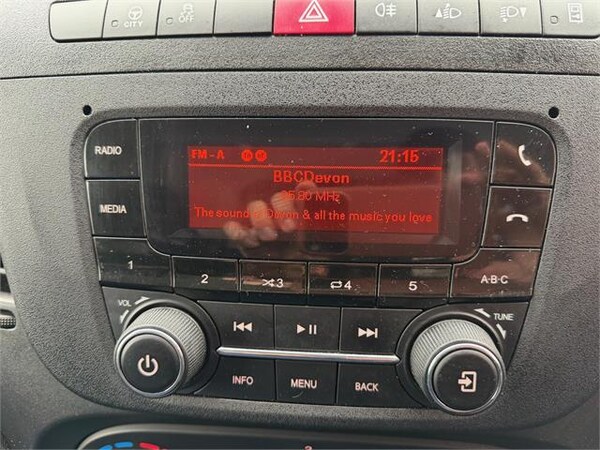 CITY
OFF
RADIO
MEDIA
FM-A
21:15
BBCDevon
MHz
The sound of Devon & all the music you love
1
2
3
4
5
A·B·C
VOL
TUNE
INFO
MENU
BACK